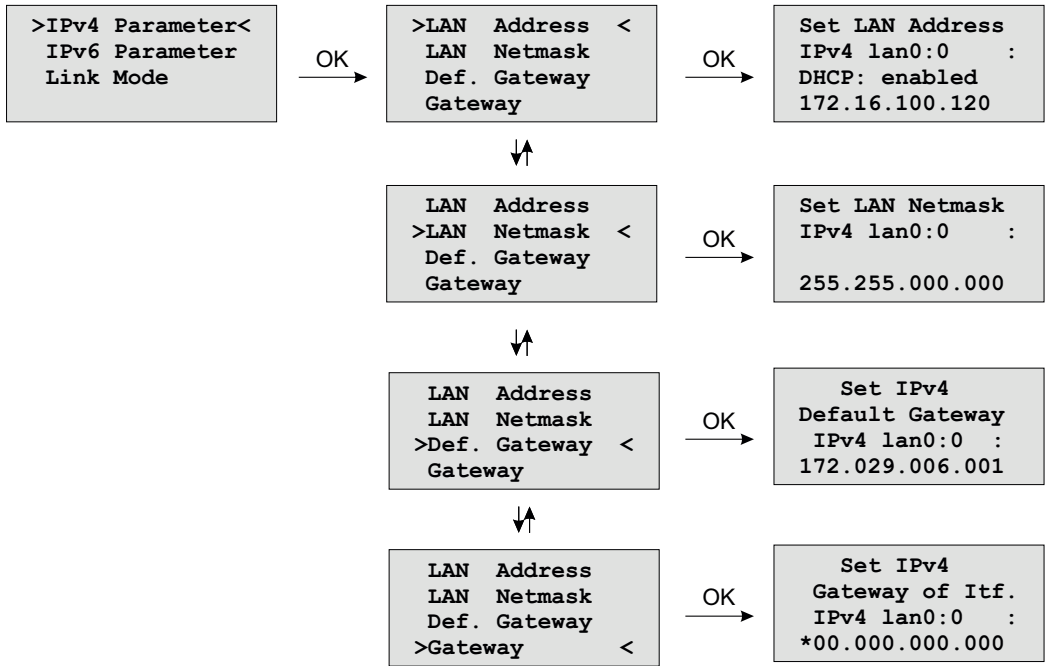 >IPv4 Parameter<
IPv6 Parameter
Link Mode
OK
>LAN Address <
LAN Netmask
Def. Gateway
Gateway
OK
Set LAN Address
IPv4 lan0:0 :
DHCP: enabled
172.16.100.120
LAN Address
>LAN Netmask <
Def. Gateway
Gateway
OK
Set LAN Netmask
IPv4 lan0:0 :
255.255.000.000
LAN Address
LAN Netmask
>Def. Gateway <
Gateway
OK
Set IPv4
Default Gateway
IPv4 lan0:0 :
172.029.006.001
LAN Address
LAN Netmask
Def. Gateway
>Gateway <
OK
Set IPv4
Gateway of Itf.
IPv4 lan0:0 :
*00.000.000.000